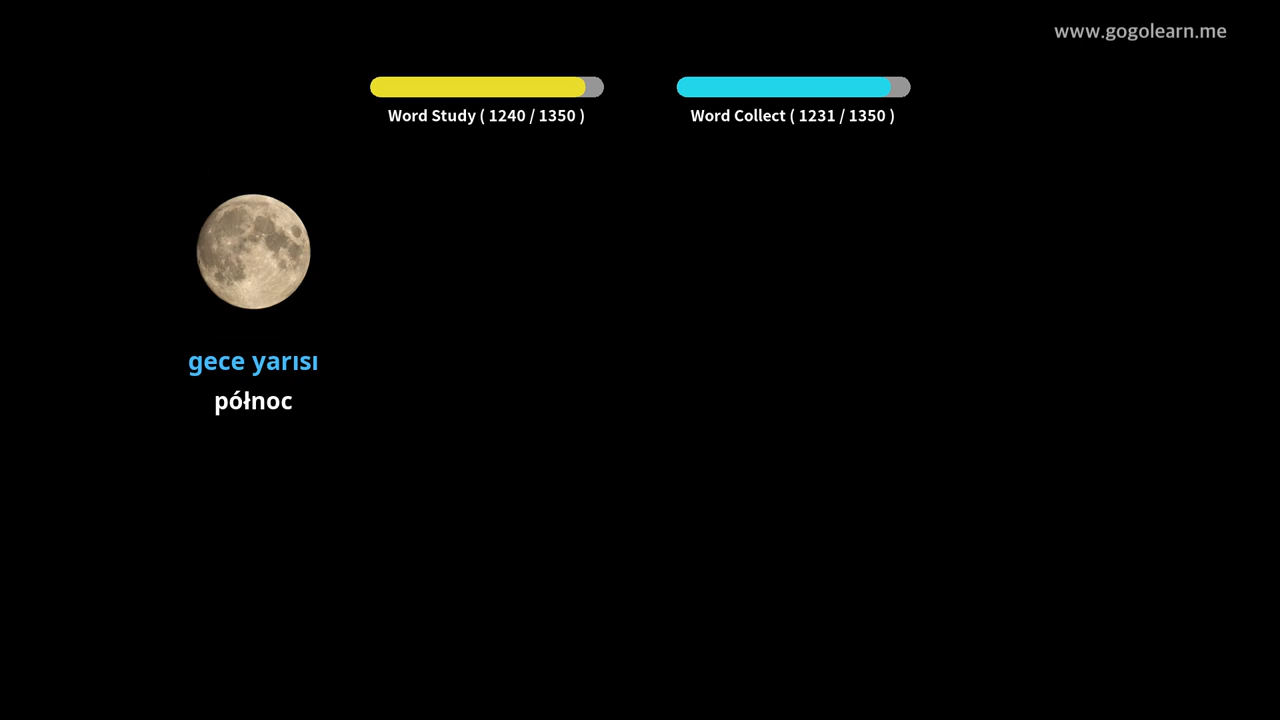 www.gogolearn.me
Word Study ( 1240 / 1350 )
Word Collect ( 1231 / 1350 )
gece yarısı
północ